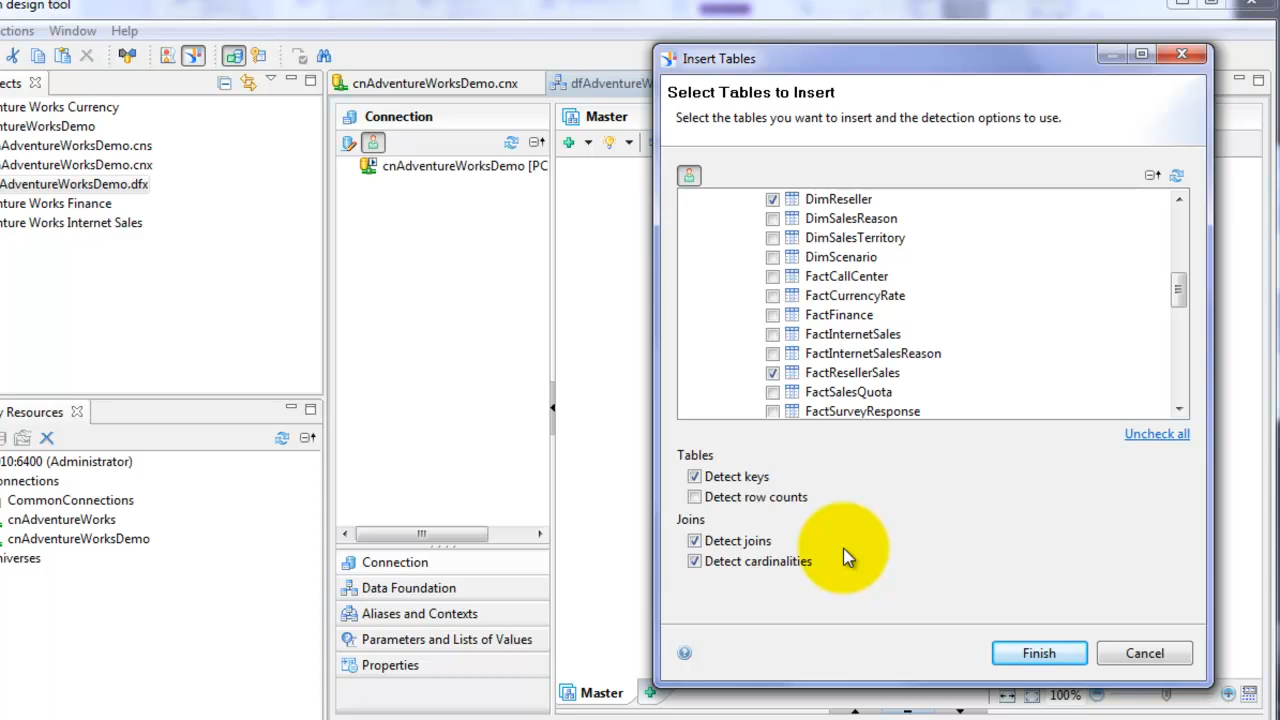 n design tool
ctions Window Help
ects
nture Works Currency
ntureWorksDemo
nAdventureWorksDemo.cns
nAdventureWorksDemo.cnx
AdventureWorksDemo.dfx
nture Works Finance
nture Works Internet Sales
y Resources
10:6400 (Administrator)
onnections
CommonConnections
cnAdventureWorks
cnAdventureWorksDemo
niverses
cnAdventureWorksDemo.cnx
dfAdventureW
Connection
cnAdventureWorksDemo [PC
Connection
Data Foundation
Aliases and Contexts
Parameters and Lists of Values
Properties
Master
Master
100%
Insert Tables
Select Tables to Insert
Select the tables you want to insert and the detection options to use.
DimReseller
DimSalesReason
DimSalesTerritory
DimScenario
FactCallCenter
FactCurrencyRate
FactFinance
FactInternetSales
FactInternetSalesReason
FactResellerSales
FactSalesQuota
FactSurveyResponse
Uncheck all
Tables
Detect keys
Detect row counts
Joins
Detect joins
Detect cardinalities
Finish
Cancel